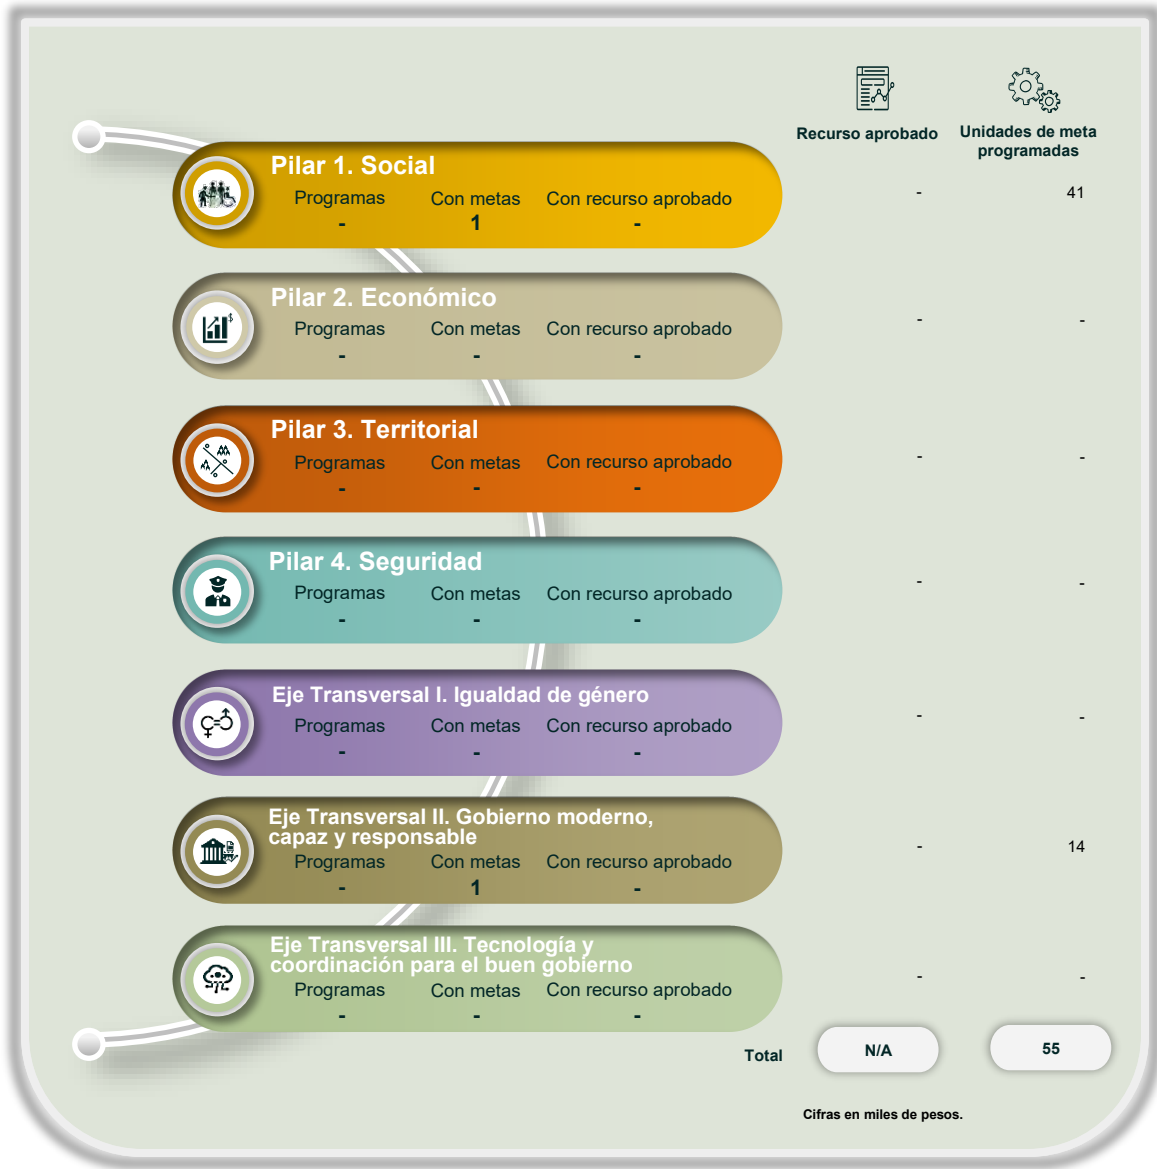 Recurso aprobado
Unidades de meta
programadas
Pilar 1. Social
Programas Con metas Con recurso aprobado
- 1 -
- 41
Pilar 2. Económico
Programas Con metas Con recurso aprobado
- - -
- -
Pilar 3. Territorial
Programas Con metas Con recurso aprobado
- - -
- -
Pilar 4. Seguridad
Programas Con metas Con recurso aprobado
- - -
- -
Eje Transversal I. Igualdad de género
Programas Con metas Con recurso aprobado
- - -
- -
Eje Transversal II. Gobierno moderno,
capaz y responsable
Programas Con metas Con recurso aprobado
- 1 -
- 14
Eje Transversal III. Tecnología y
coordinación para el buen gobierno
Programas Con metas Con recurso aprobado
- - -
- -
Total N/A 55
Cifras en miles de pesos.